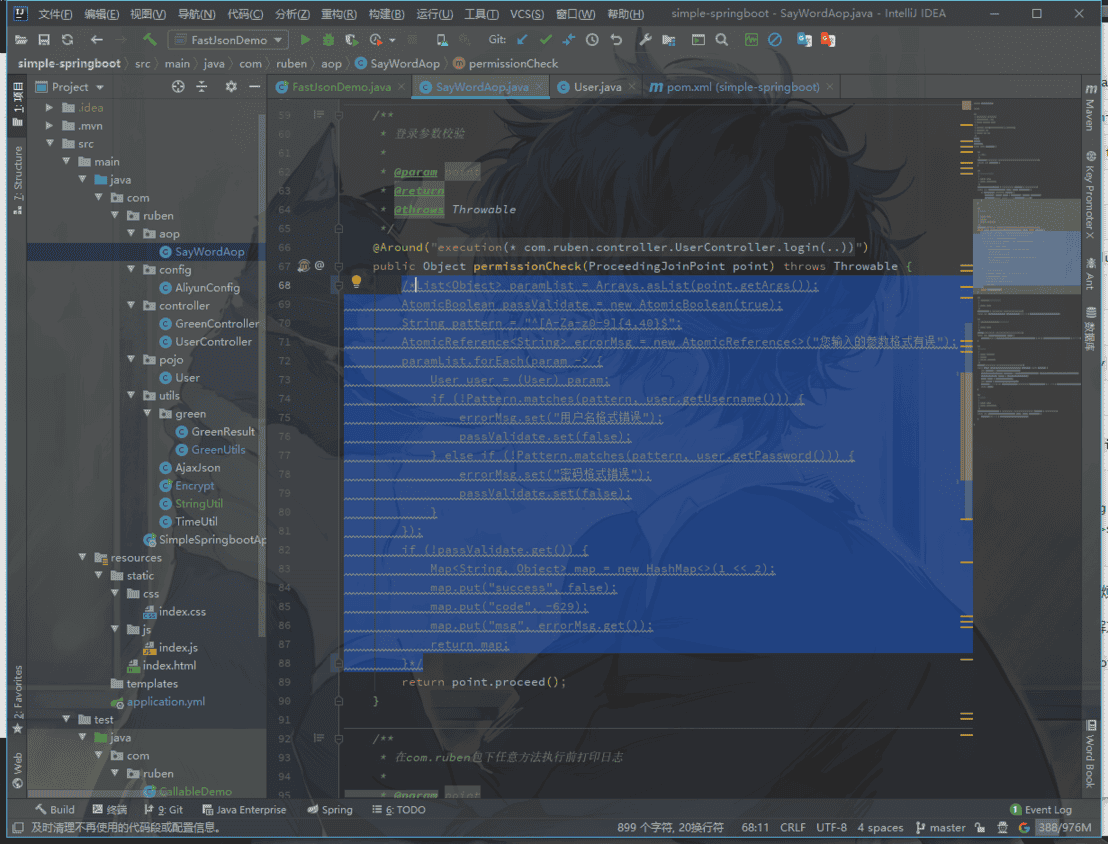 文件(F) 编辑(E) 视图(V) 导航(N) 代码(C) 分析(Z) 重构(R) 构建(B) 运行(U) 工具(T) VCS(S) 窗口(W) 帮助(H) simple-springboot - SayWordAop.java - IntelliJ IDEA
FastJsonDemo Git:
simple-springboot src main java com ruben aop SayWordAop permissionCheck
Project
FastJsonDemo.java SayWordAop.java User.java pom.xml (simple-springboot)
1: 项目
7: Structure
2: Favorites
Web
.idea
.mvn
src
main
java
com
ruben
aop
SayWordAop
config
AliyunConfig
controller
GreenController
UserController
pojo
User
utils
green
GreenResult
GreenUtils
AjaxJson
Encrypt
StringUtil
TimeUtil
SimpleSpringbootAp
resources
static
css
index.css
js
index.js
index.html
templates
application.yml
test
java
com
ruben
CallableDemo
59 /**
60 * 登录参数校验
61 *
62 * @param point
63 * @return
64 * @throws Throwable
65 */
66 @Around("execution(* com.ruben.controller.UserController.login(..))")
67 public Object permissionCheck(ProceedingJoinPoint point) throws Throwable {
68 /*List<Object> paramList = Arrays.asList(point.getArgs());
69 AtomicBoolean passValidate = new AtomicBoolean(true);
70 String pattern = "^[A-Za-z0-9]{4,40}$";
71 AtomicReference<String> errorMsg = new AtomicReference<>("您输入的参数格式有误");
72 paramList.forEach(param -> {
73 User user = (User) param;
74 if (!Pattern.matches(pattern, user.getUsername())) {
75 errorMsg.set("用户名格式错误");
76 passValidate.set(false);
77 } else if (!Pattern.matches(pattern, user.getPassword())) {
78 errorMsg.set("密码格式错误");
79 passValidate.set(false);
80 }
81 });
82 if (!passValidate.get()) {
83 Map<String, Object> map = new HashMap<>(1 << 2);
84 map.put("success", false);
85 map.put("code", -629);
86 map.put("msg", errorMsg.get());
87 return map;
88 }*/
89 return point.proceed();
90 }
91
92 /**
93 * 在com.ruben包下任意方法执行前打印日志
94 *
95 * @param point
Maven
Key Promoter X
Ant
数据库
Word Book
Build 终端 9: Git Java Enterprise Spring 6: TODO 1 Event Log
及时清理不再使用的代码段或配置信息。 899 个字符, 20换行符 68:11 CRLF UTF-8 4 spaces master 388/976M